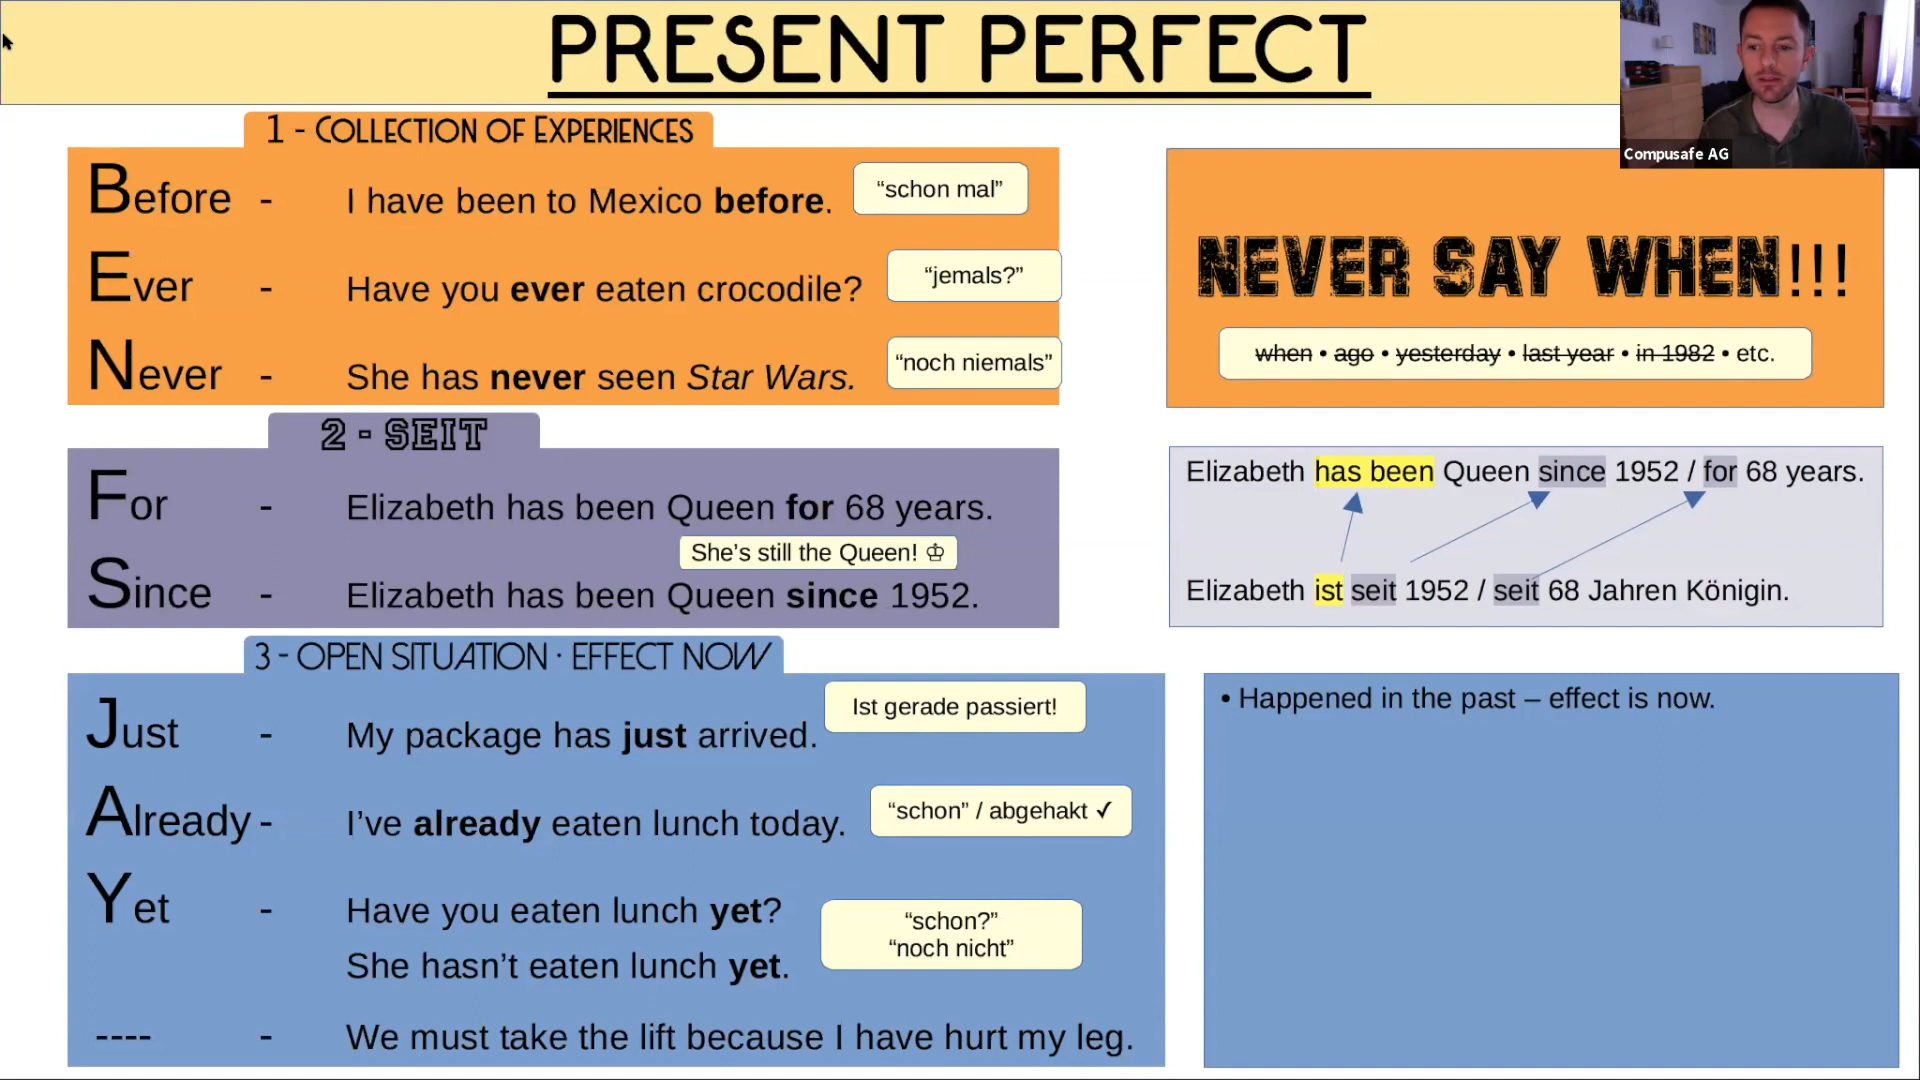 PRESENT PERFECT
Compusafe AG
1 - COLLECTION OF EXPERIENCES
Before - I have been to Mexico before. “schon mal”
Ever - Have you ever eaten crocodile? “jemals?”
Never - She has never seen Star Wars. “noch niemals”
NEVER SAY WHEN!!!
when • ago • yesterday • last year • in 1982 • etc.
2 - SEIT
For - Elizabeth has been Queen for 68 years.
She’s still the Queen! ♔
Since - Elizabeth has been Queen since 1952.
Elizabeth has been Queen since 1952 / for 68 years.
Elizabeth ist seit 1952 / seit 68 Jahren Königin.
3 - OPEN SITUATION · EFFECT NOW
Just - My package has just arrived. Ist gerade passiert!
Already - I’ve already eaten lunch today. “schon” / abgehakt ✓
Yet - Have you eaten lunch yet? “schon?”
She hasn’t eaten lunch yet. “noch nicht”
---- - We must take the lift because I have hurt my leg.
• Happened in the past – effect is now.